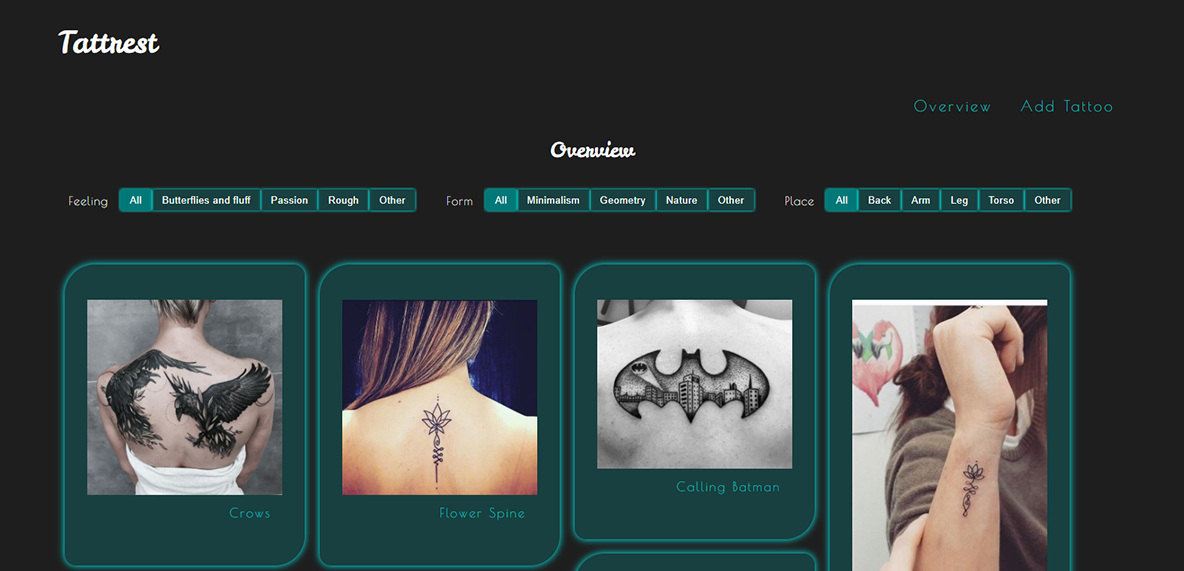 Tattrest
Overview Add Tattoo
Overview
Feeling All Butterflies and fluff Passion Rough Other Form All Minimalism Geometry Nature Other Place All Back Arm Leg Torso Other
Crows
Flower Spine
Calling Batman